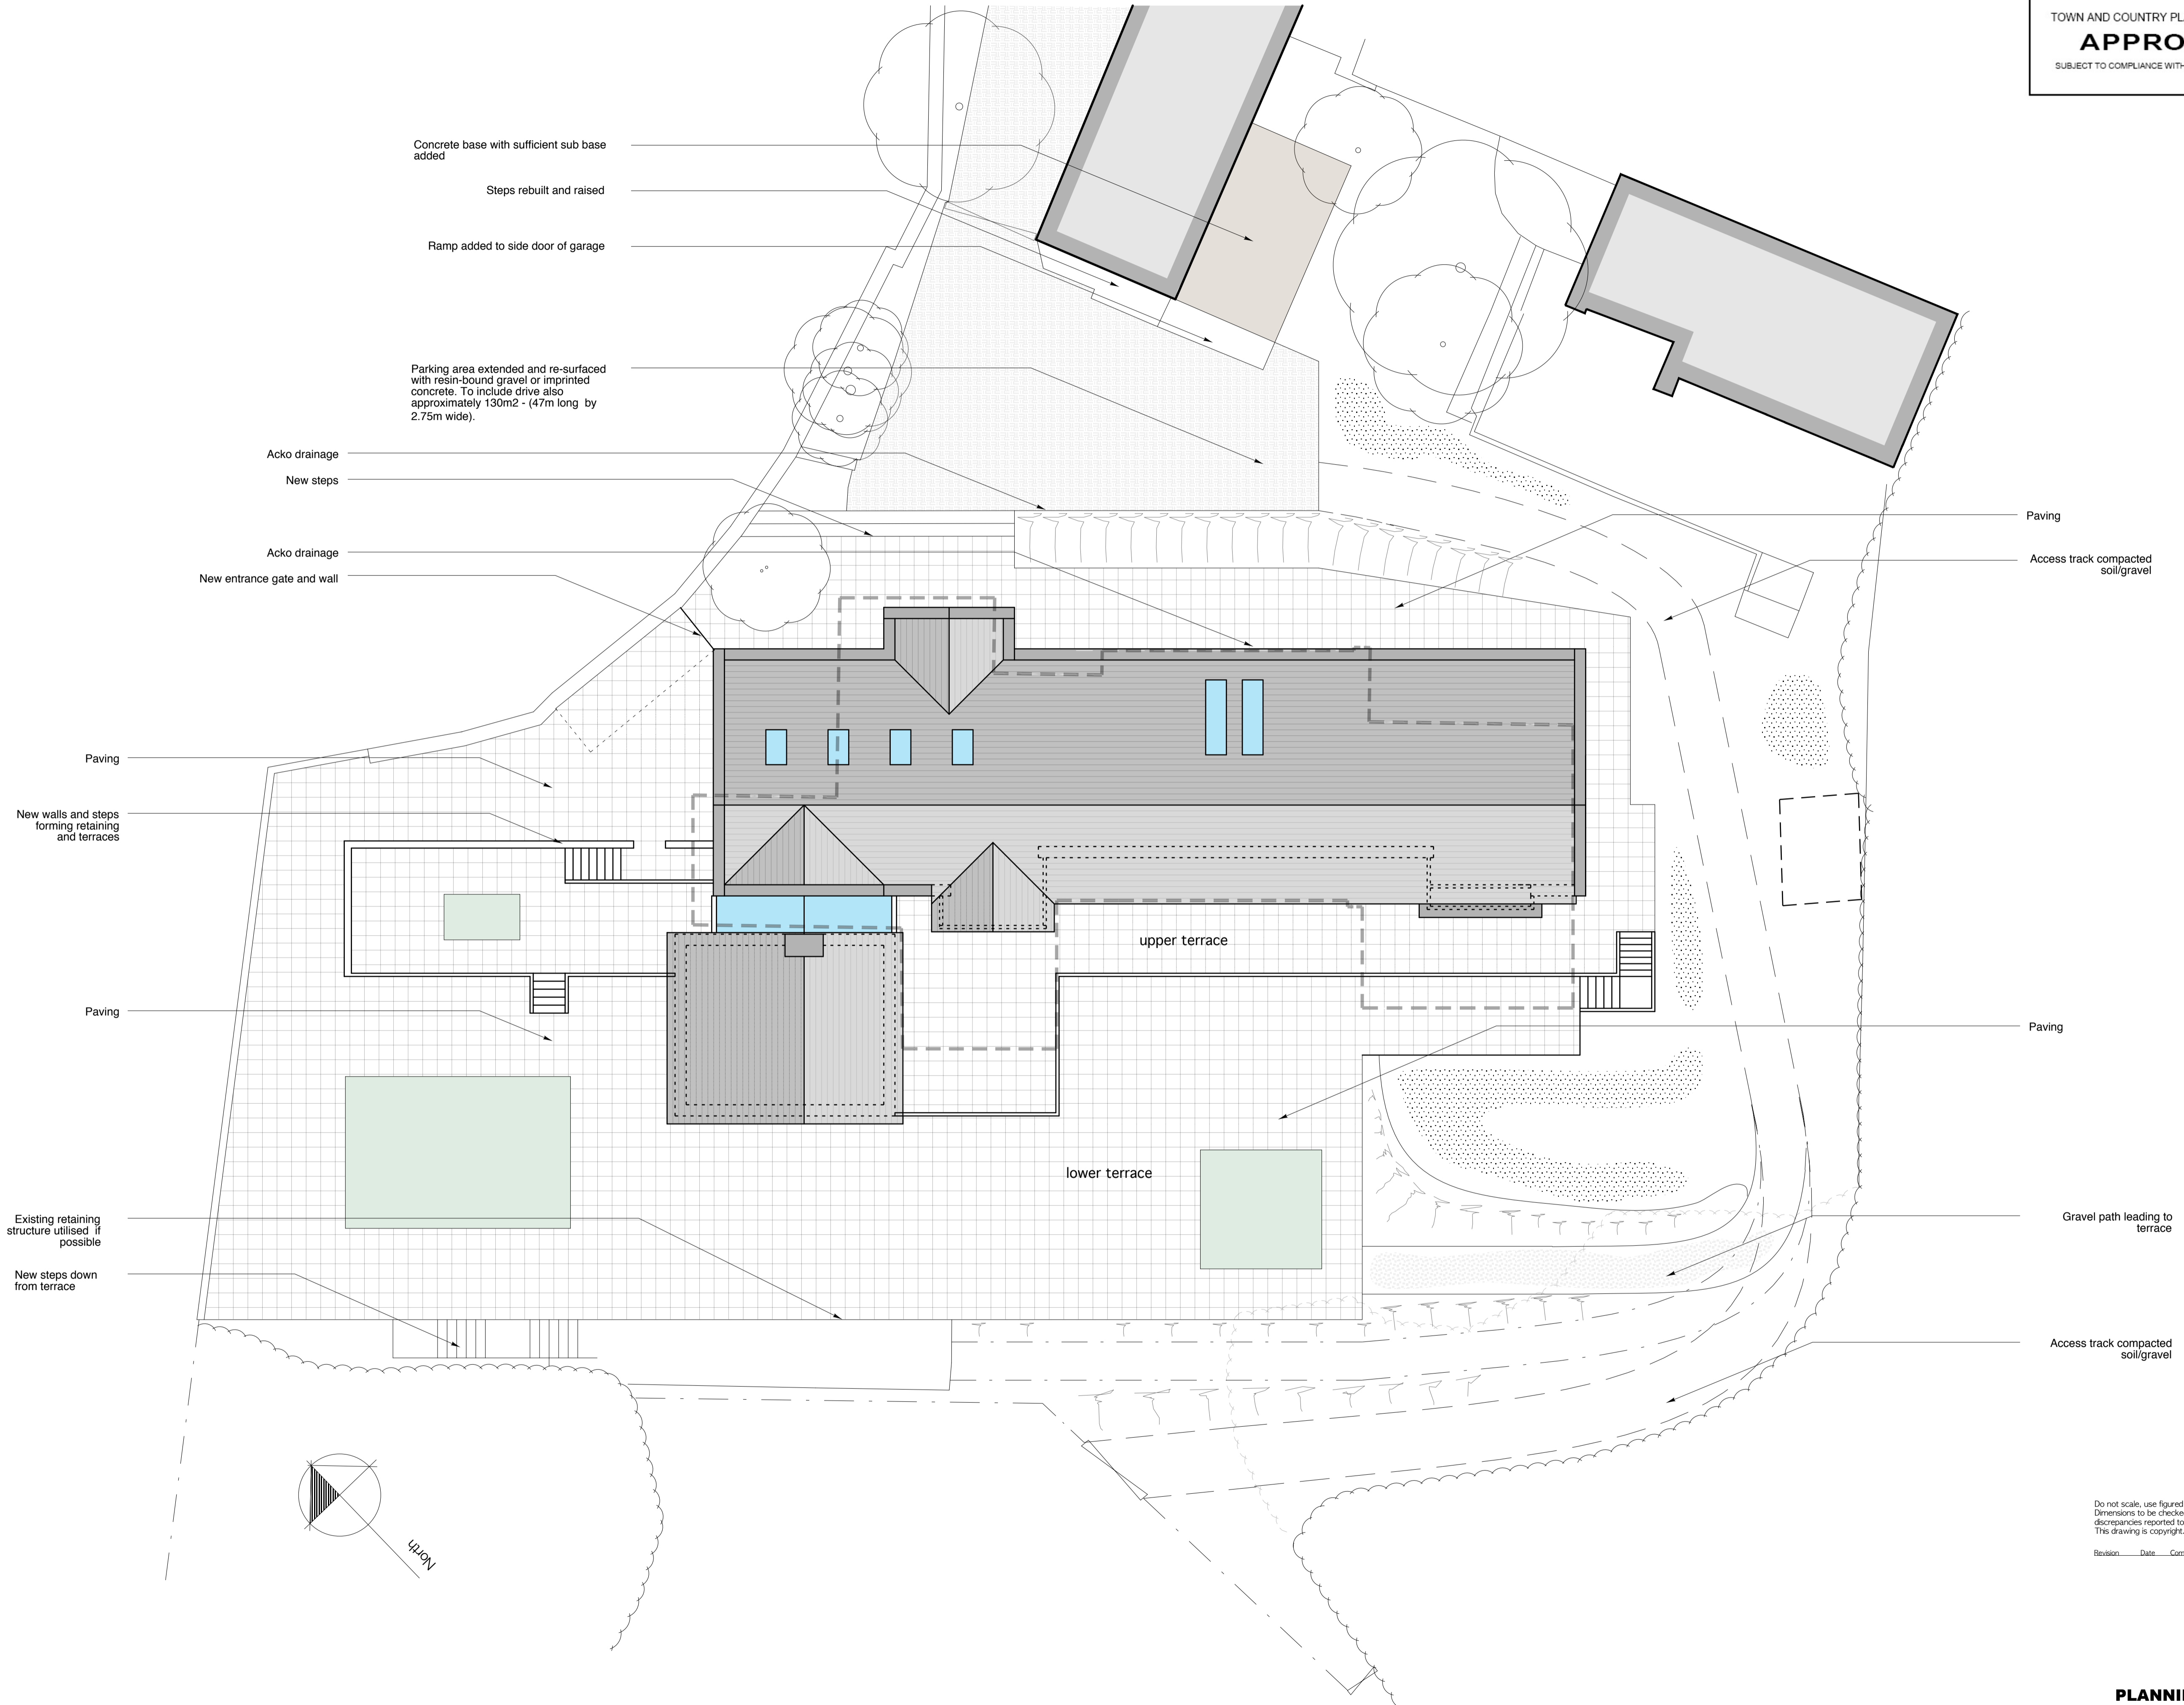 TOWN AND COUNTRY
APPRO
SUBJECT TO COMPLIANCE WITH
Concrete base with sufficient sub base
added
Steps rebuilt and raised
Ramp added to side door of garage
Parking area extended and re-surfaced
with resin-bound gravel or imprinted
concrete. To include drive also
approximately 130m2 - (47m long by
2.75m wide).
Acko drainage
New steps
Acko drainage
New entrance gate and wall
Paving
New walls and steps
forming retaining
and terraces
Paving
Existing retaining
structure utilised if
possible
New steps down
from terrace
Paving
Access track compacted
soil/gravel
upper terrace
Paving
lower terrace
Gravel path leading to
terrace
Access track compacted
soil/gravel
North
Do not scale, use figured
Dimensions to be checke
discrepancies reported to
This drawing is copyright.
Revision Date Com
PLANNI